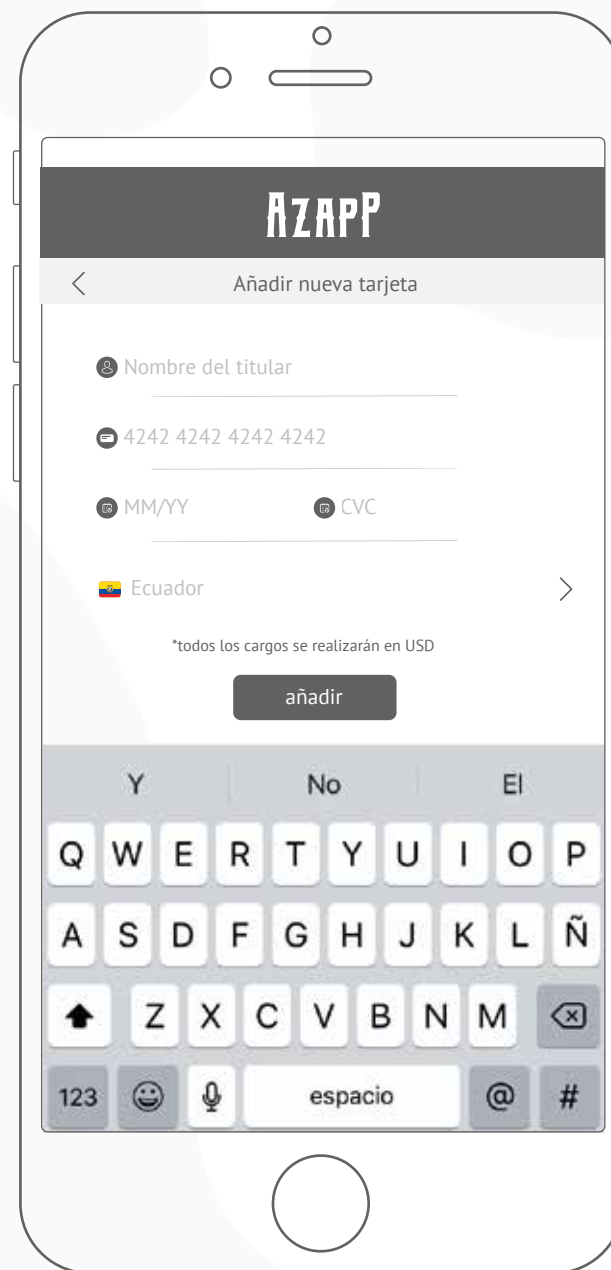 AZAPP
Añadir nueva tarjeta
Nombre del titular
4242 4242 4242 4242
MM/YY CVC
Ecuador
*todos los cargos se realizarán en USD
añadir
Y No El
Q W E R T Y U I O P
A S D F G H J K L Ñ
Z X C V B N M
123 espacio @ #